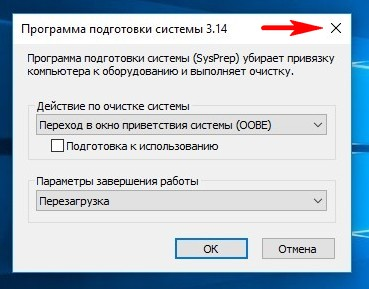 Программа подготовки системы 3.14
Программа подготовки системы (SysPrep) убирает привязку
компьютера к оборудованию и выполняет очистку.
Действие по очистке системы
Переход в окно приветствия системы (OOBE)
Подготовка к использованию
Параметры завершения работы
Перезагрузка
OK
Отмена